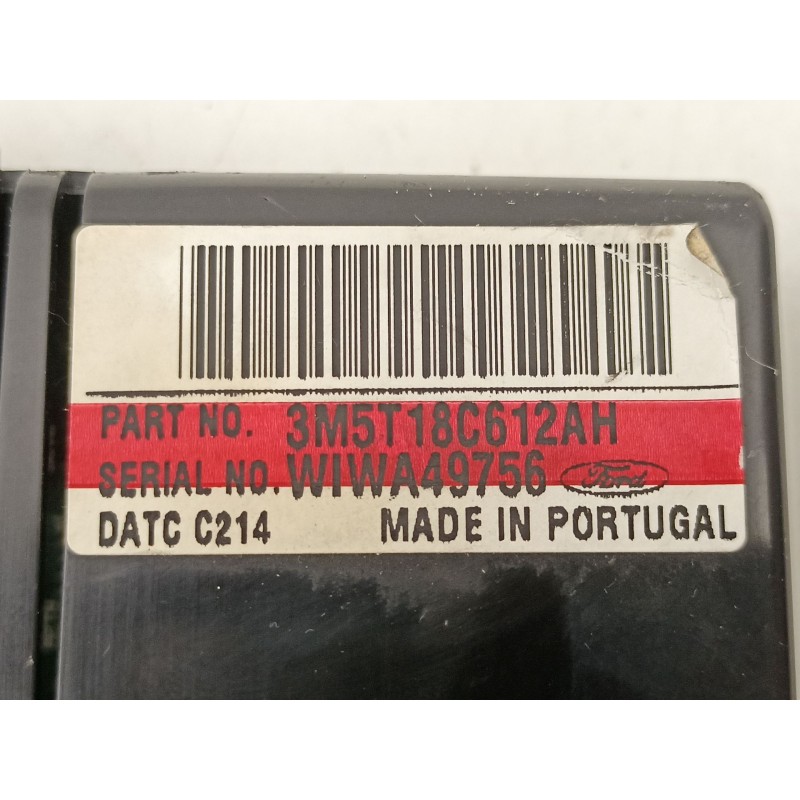 PART NO. 3M5T18C612AH
SERIAL NO. WIWA49756 Ford
DATC C214 MADE IN PORTUGAL